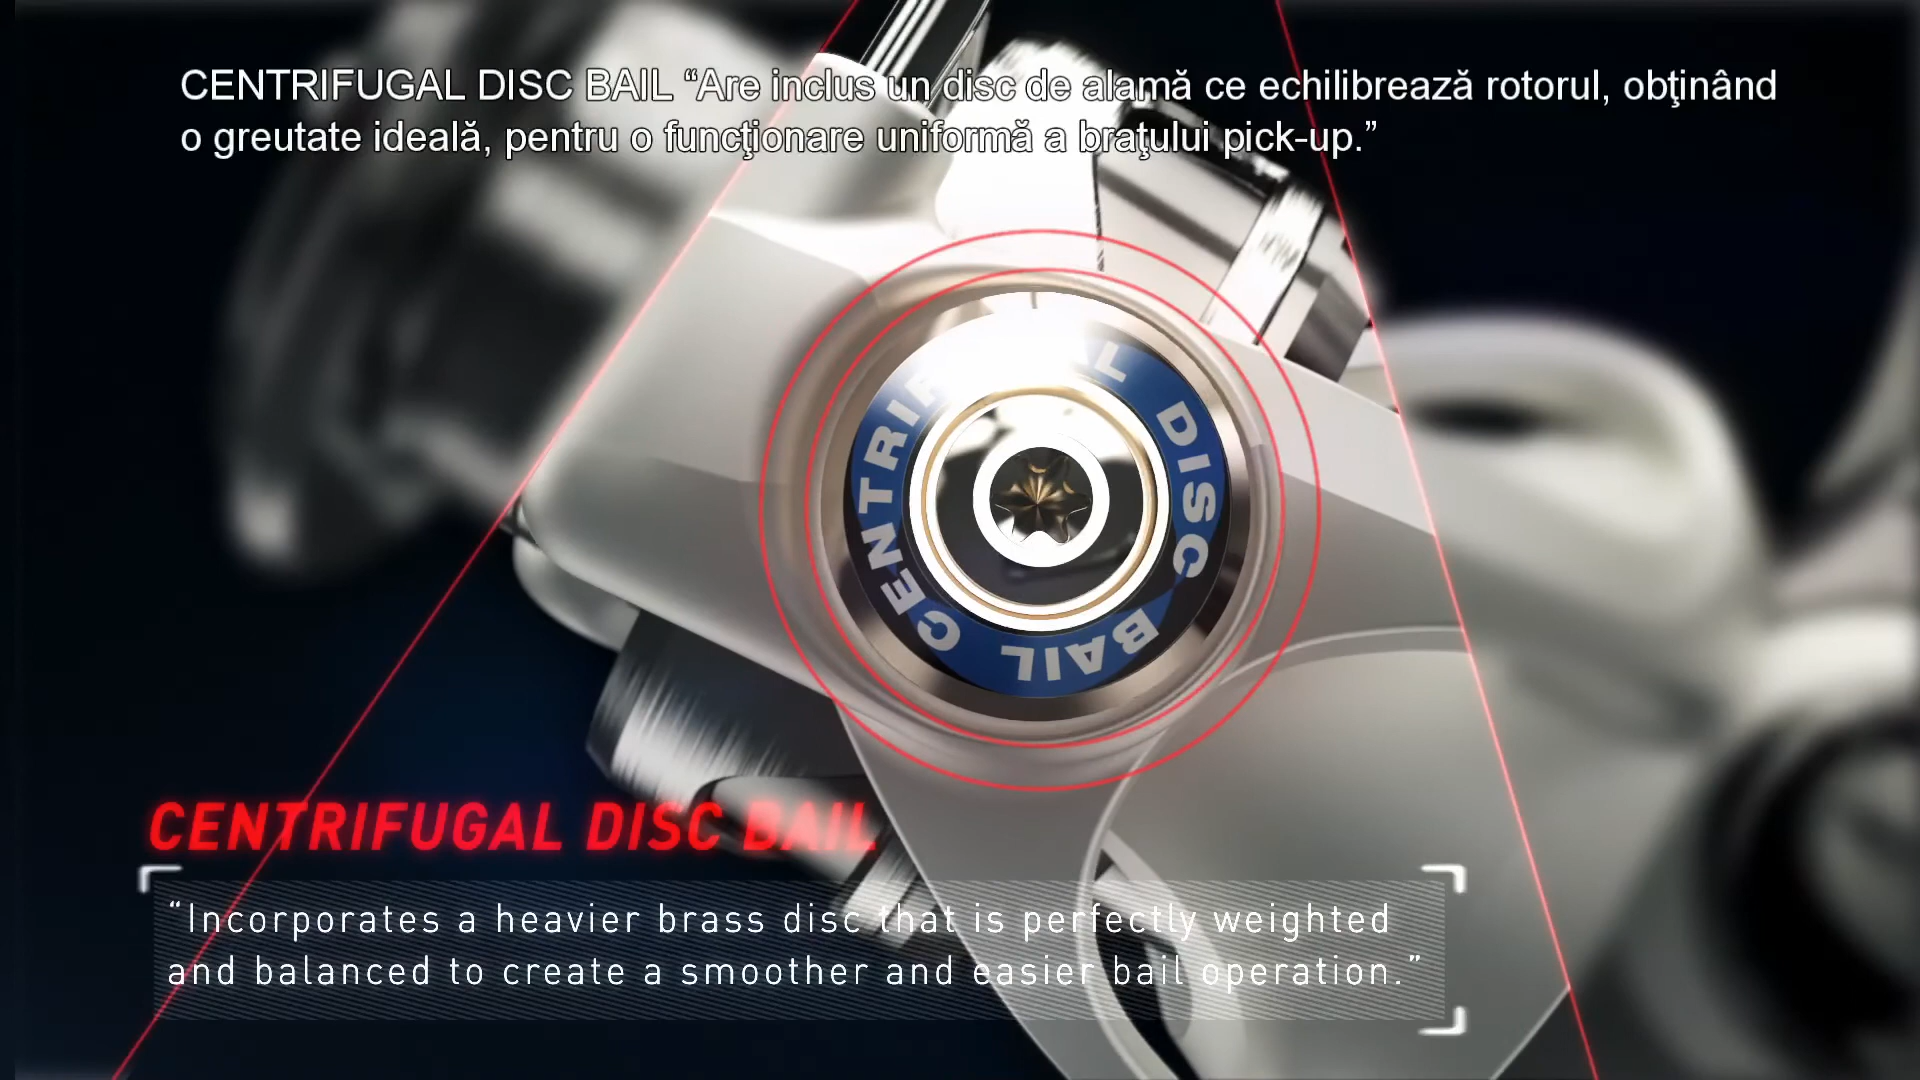 CENTRIFUGAL DISC BAIL “Are inclus un disc de alamă ce echilibrează rotorul, obţinând
o greutate ideală, pentru o funcţionare uniformă a braţului pick-up.”
DISC
BAIL
CENTRIFUGAL DISC BAIL
“Incorporates a heavier brass disc that is perfectly weighted
and balanced to create a smoother and easier bail operation.”